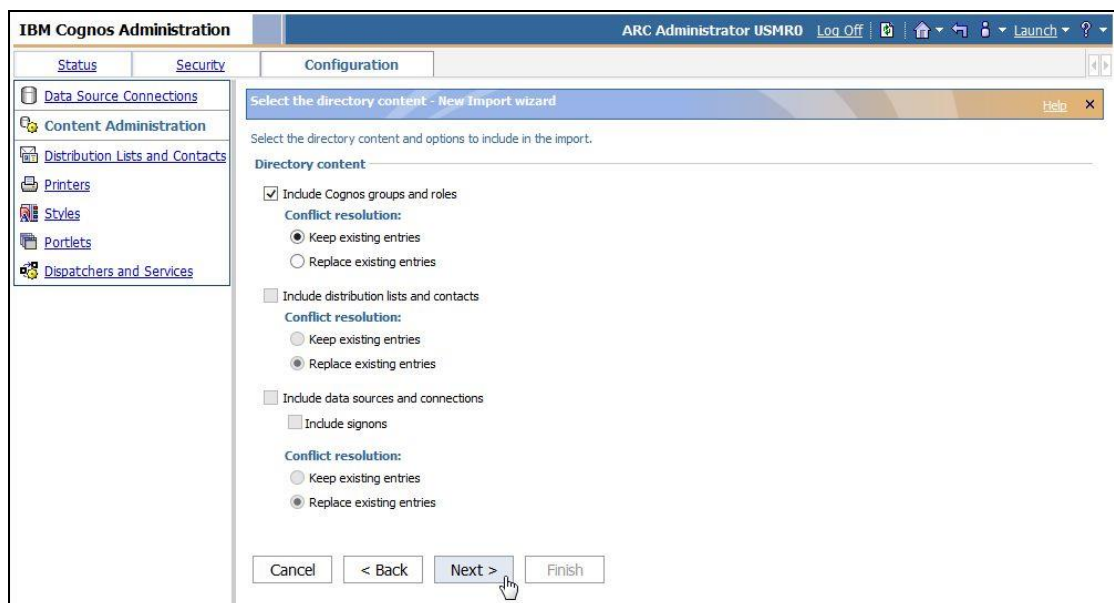 IBM Cognos Administration
ARC Administrator USMR0 Log Off Launch ?
Status Security Configuration
Data Source Connections
Content Administration
Distribution Lists and Contacts
Printers
Styles
Portlets
Dispatchers and Services
Select the directory content - New Import wizard Help X
Select the directory content and options to include in the import.
Directory content
Include Cognos groups and roles
Conflict resolution:
Keep existing entries
Replace existing entries
Include distribution lists and contacts
Conflict resolution:
Keep existing entries
Replace existing entries
Include data sources and connections
Include signons
Conflict resolution:
Keep existing entries
Replace existing entries
Cancel < Back Next > Finish